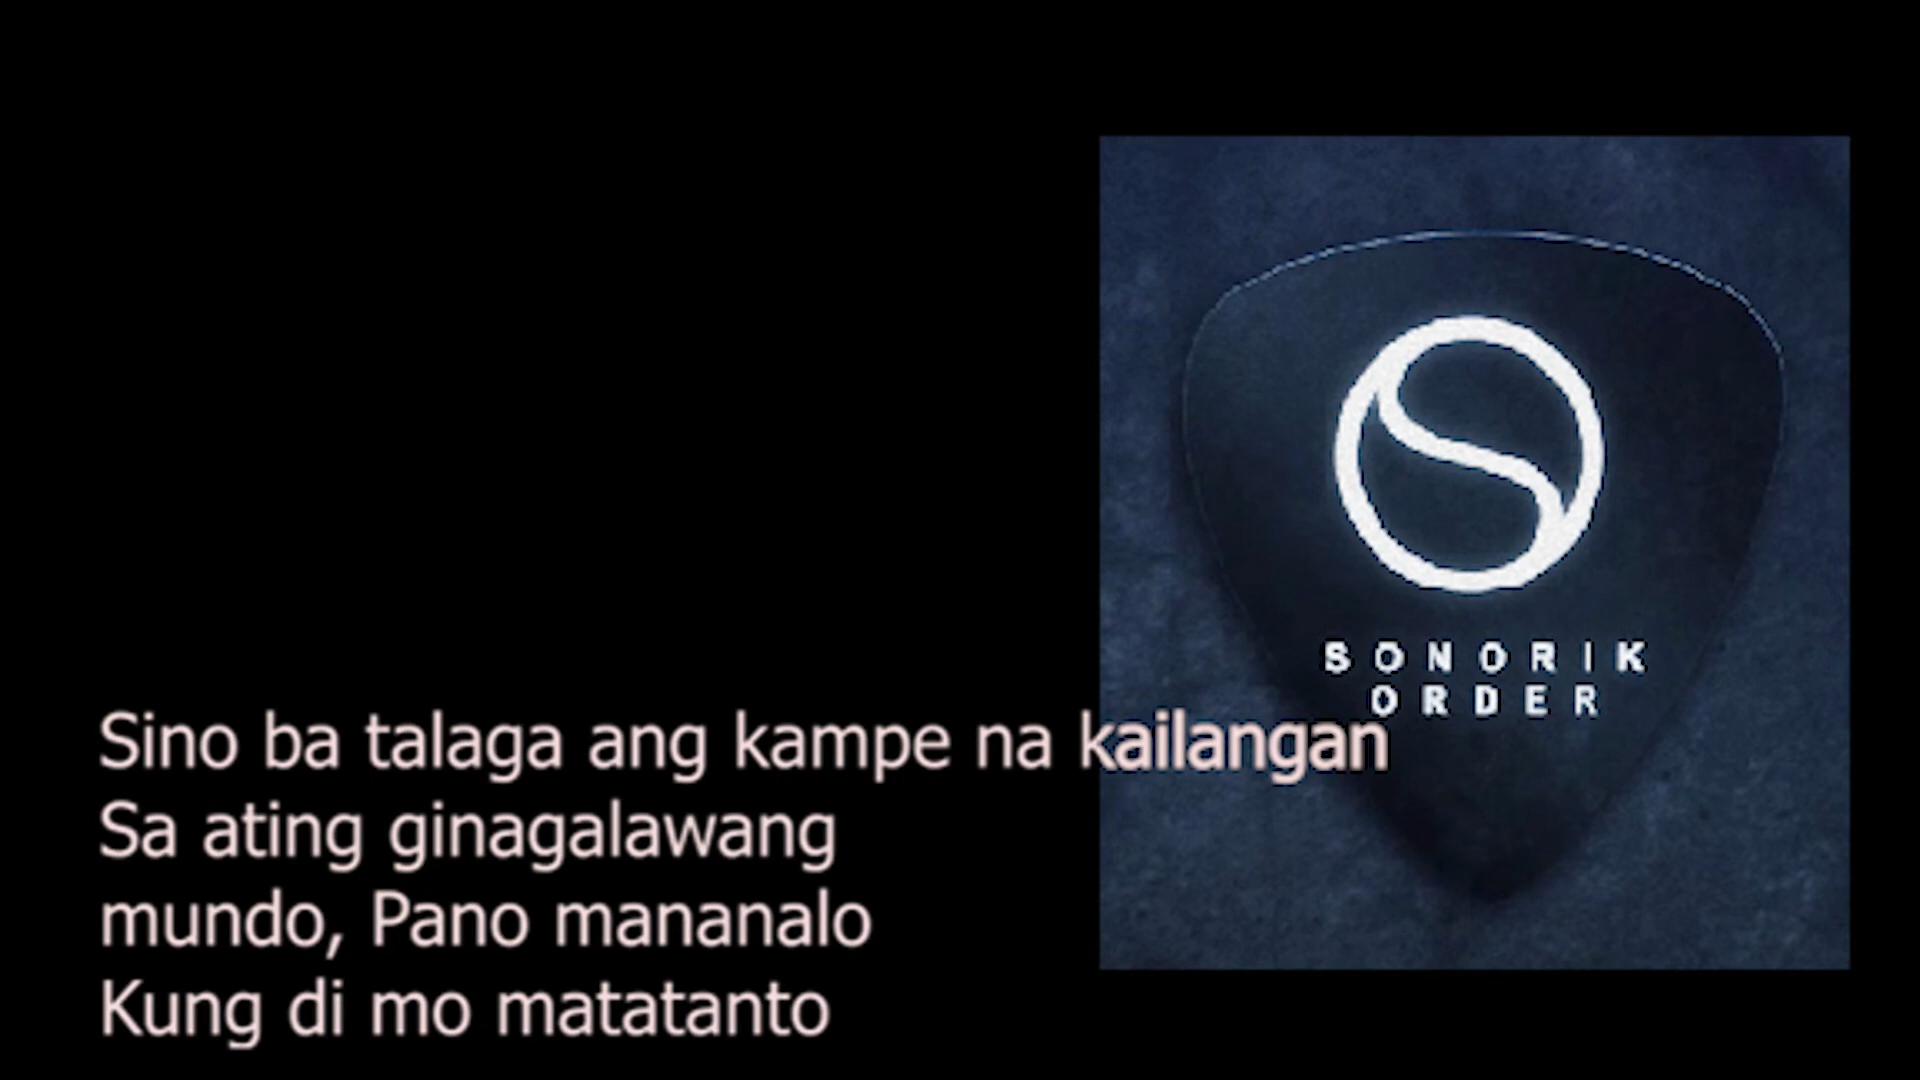 SONORIK
ORDER
Sino ba talaga ang kampe na kailangan
Sa ating ginagalawang
mundo, Pano mananalo
Kung di mo matatanto